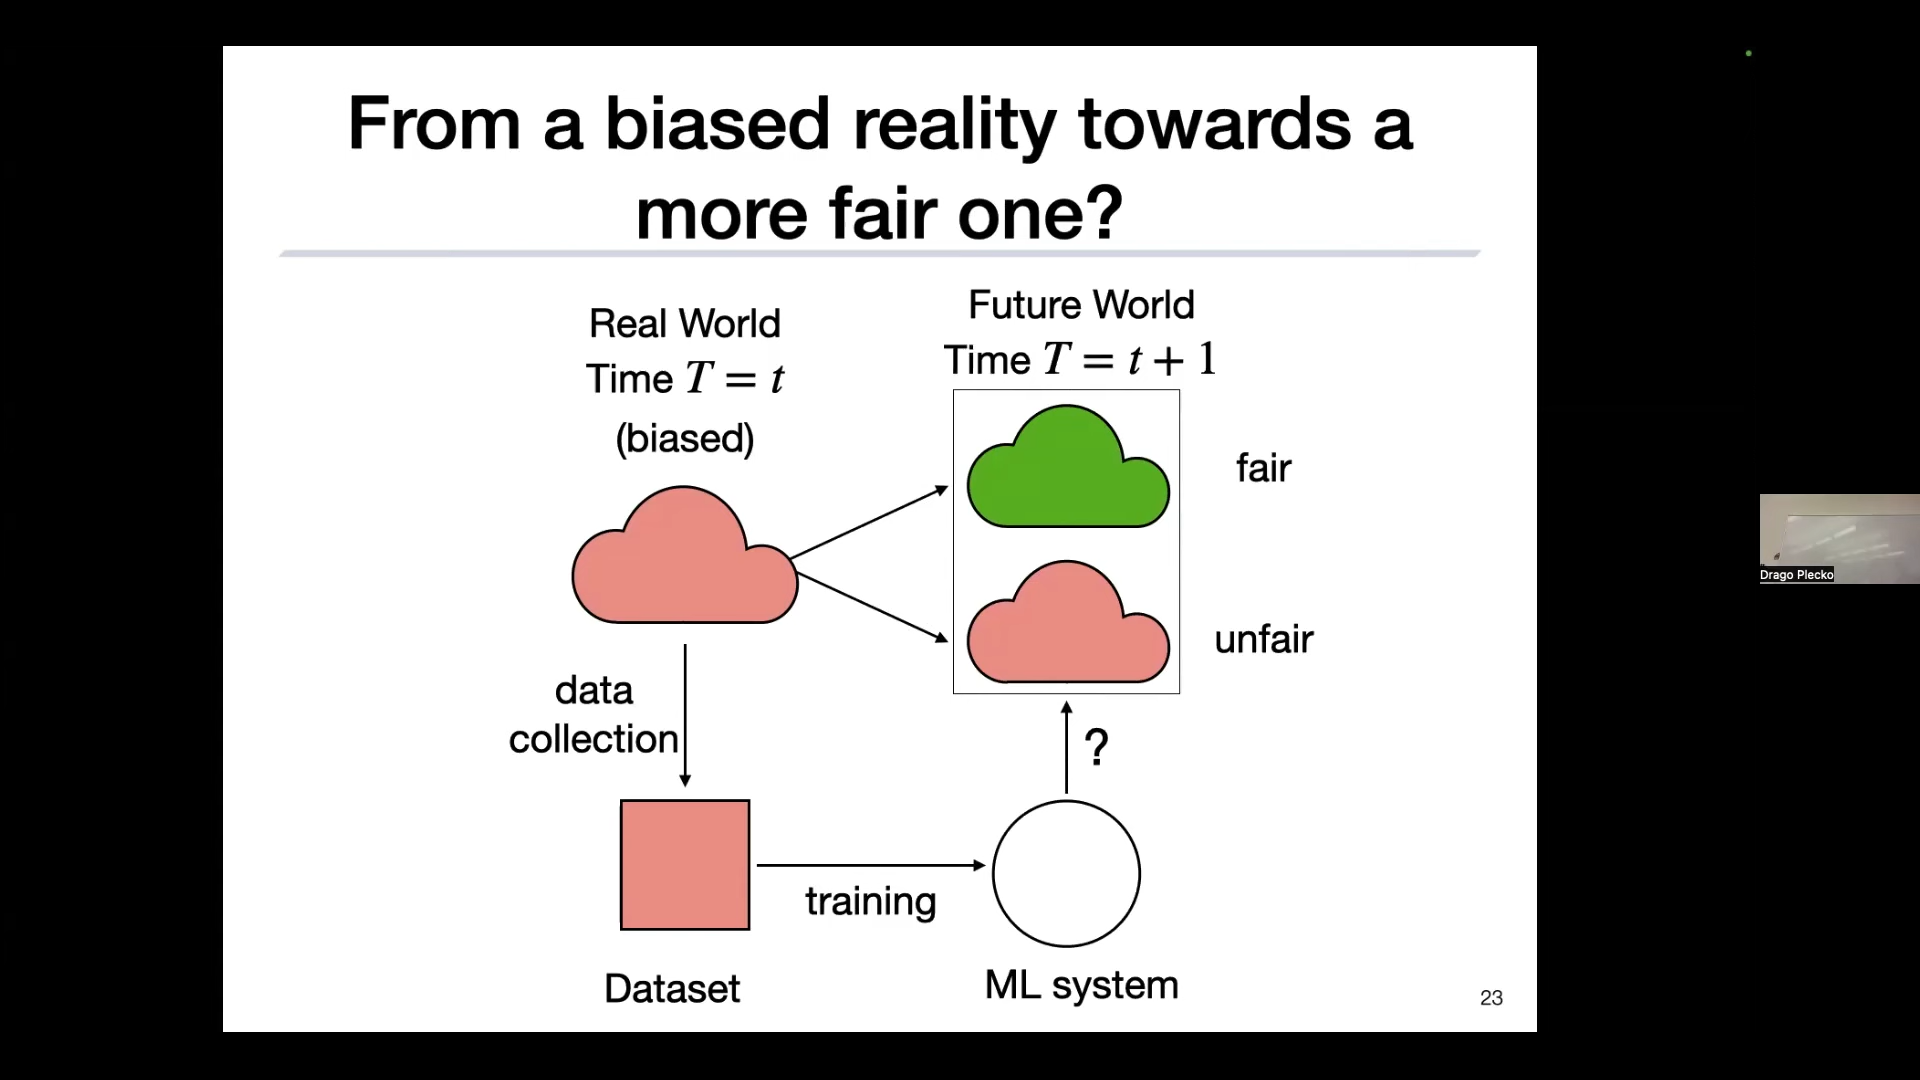 From a biased reality towards a
more fair one?
Real World
Time T = t
(biased)
Future World
Time T = t + 1
fair
unfair
data
collection
?
training
Dataset
ML system
23
Drago Plecko